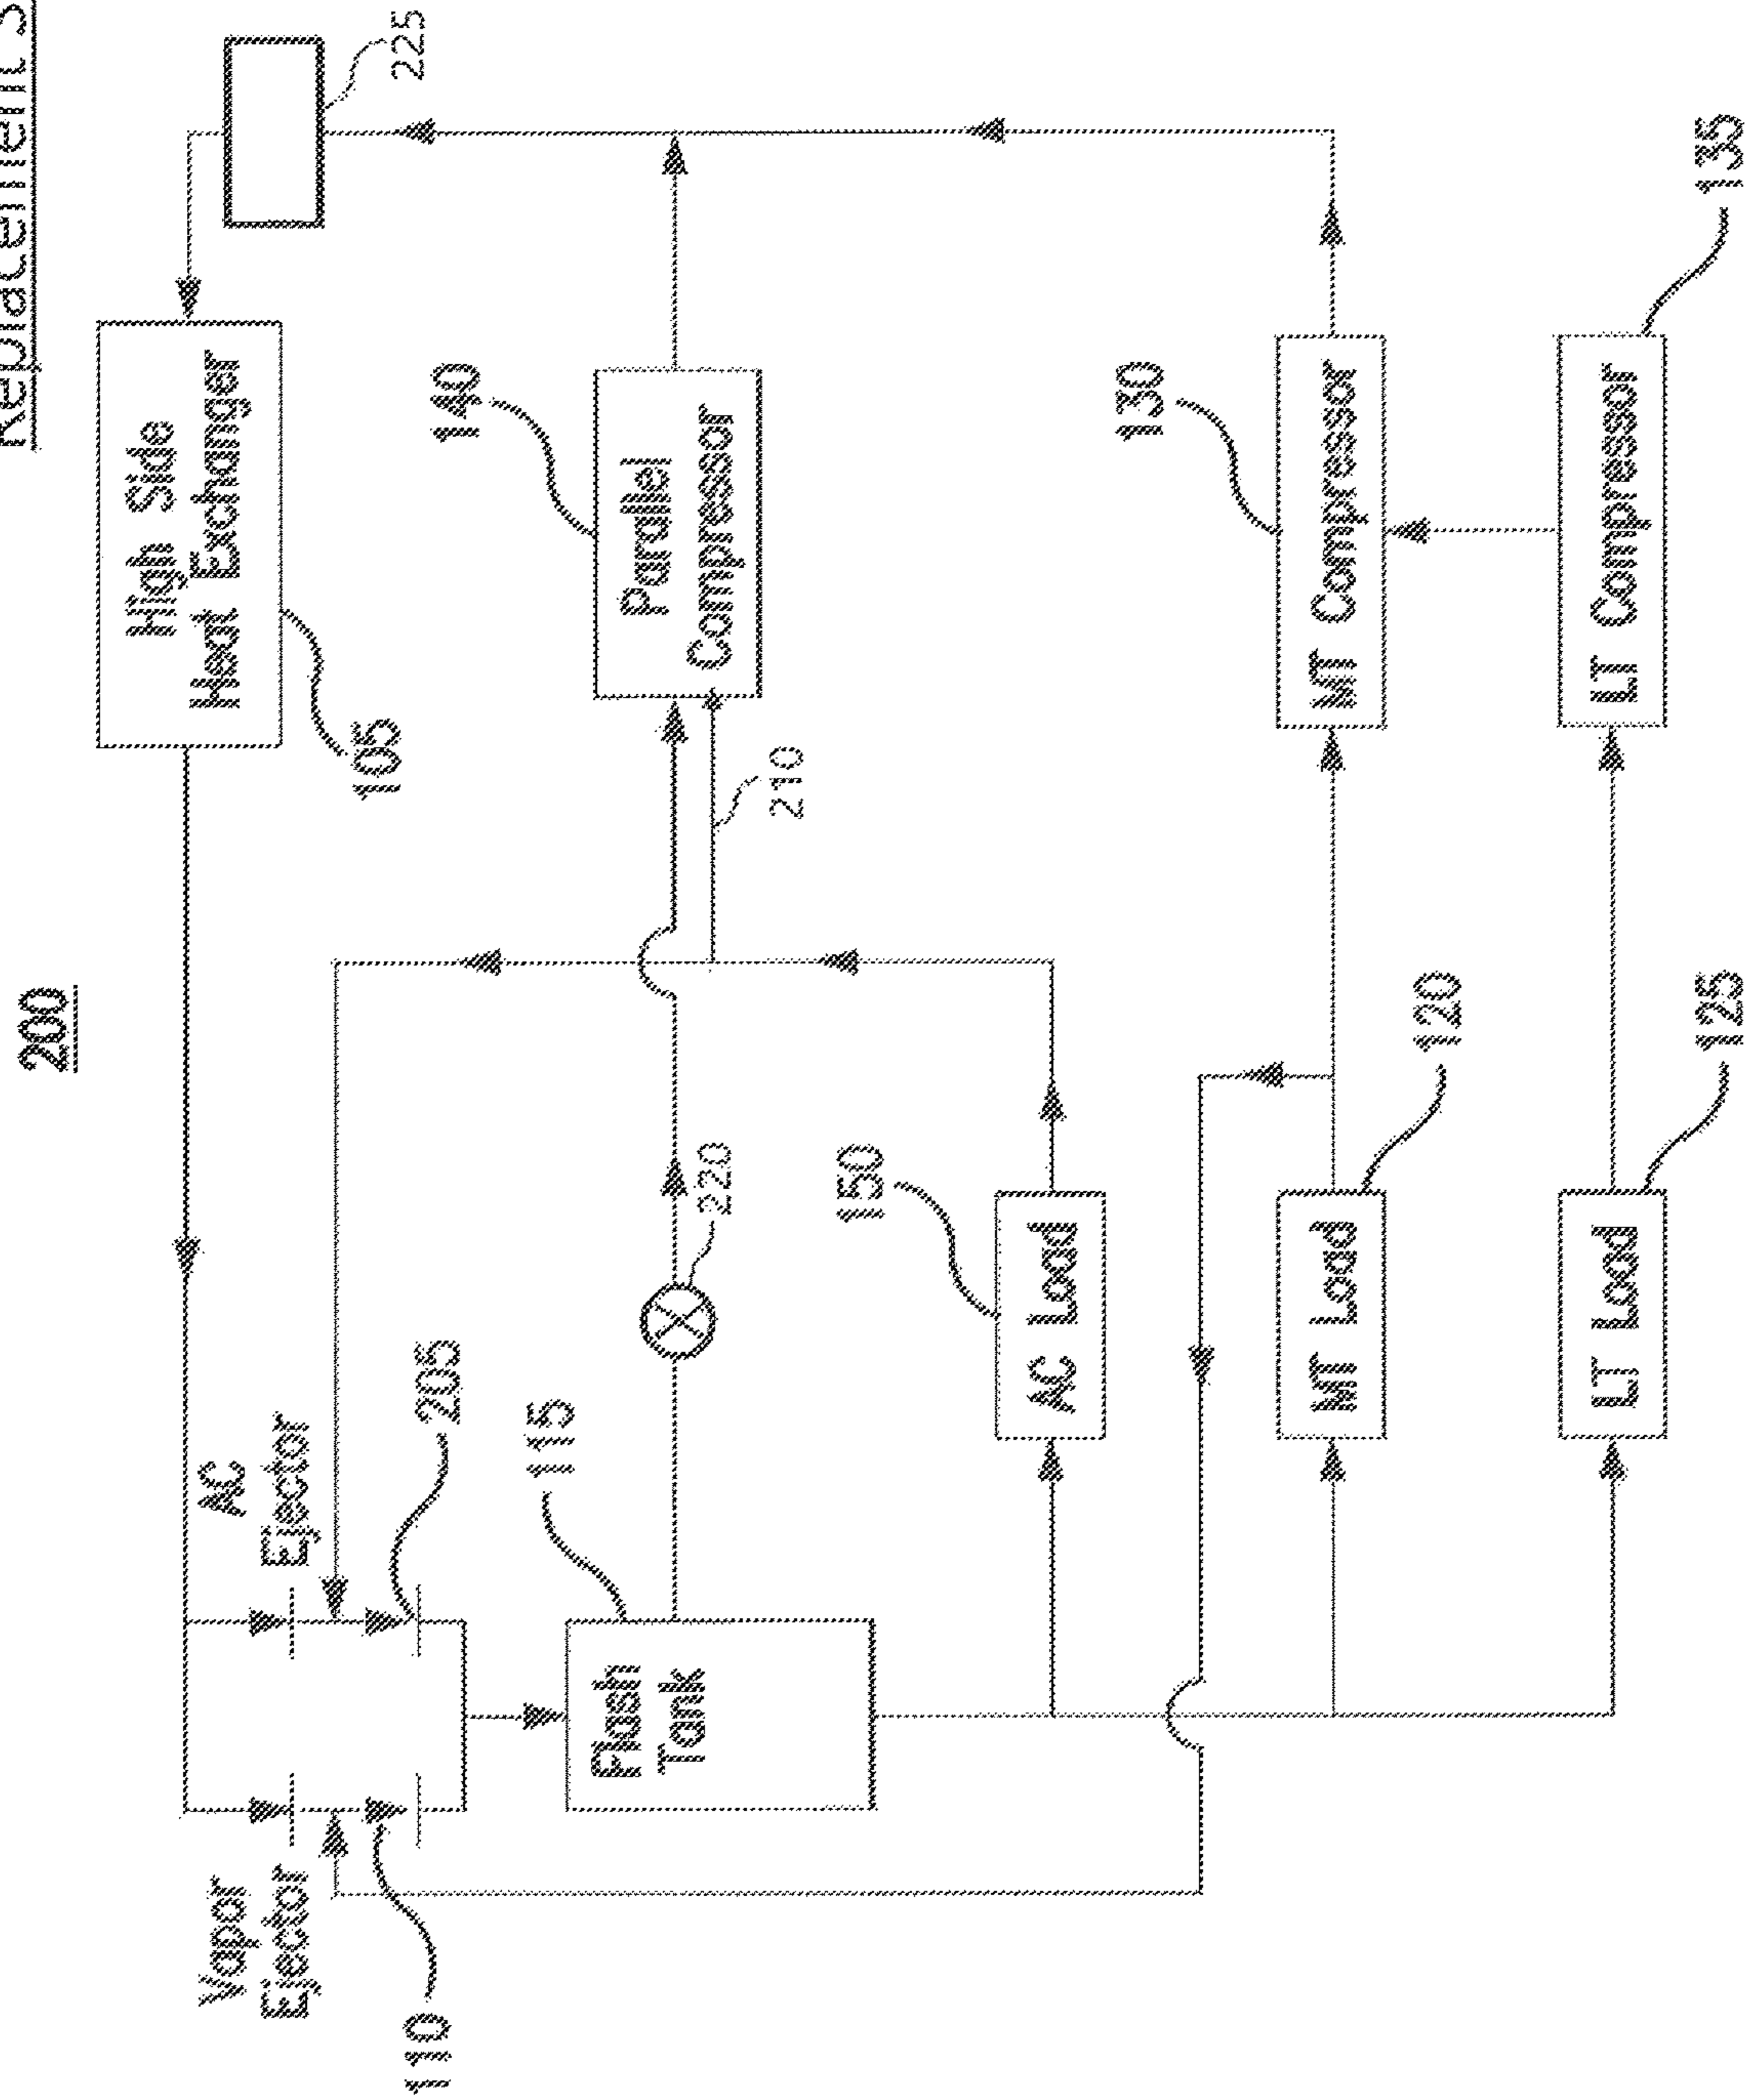 Replacement S
200
High Side
Heat Exchanger
Vapor
Ejector
AC
Ejector
225
110
205
105
115
140
Flash
Tank
Parallel
Compressor
220
210
150
AC Load
130
MT Load
MT Compressor
120
LT Load
LT Compressor
125
135